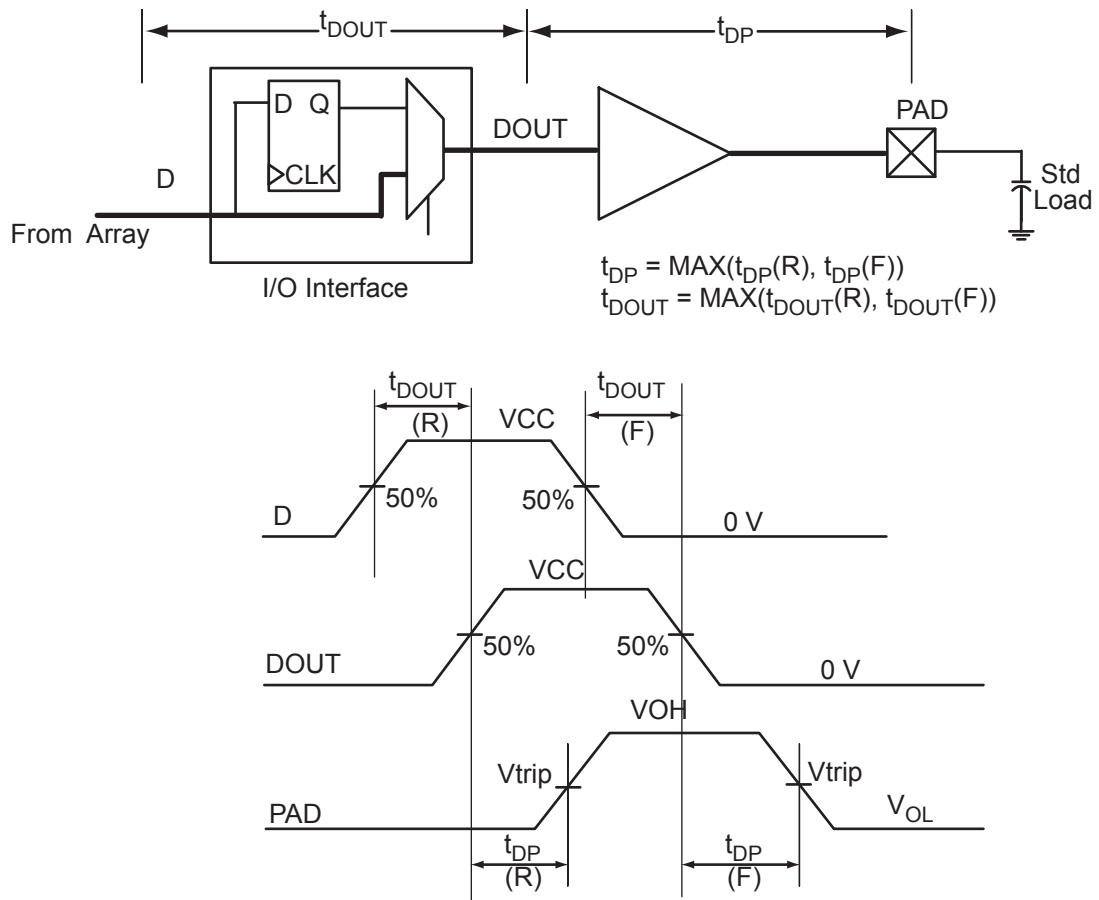 tDOUT
tDP
D Q
CLK
D
From Array
I/O Interface
DOUT
PAD
Std
Load
tDP = MAX(tDP(R), tDP(F))
tDOUT = MAX(tDOUT(R), tDOUT(F))
tDOUT
(R)
VCC
tDOUT
(F)
50%
50%
D
0 V
VCC
50%
50%
DOUT
0 V
VOH
Vtrip
Vtrip
PAD
VOL
tDP
(R)
tDP
(F)